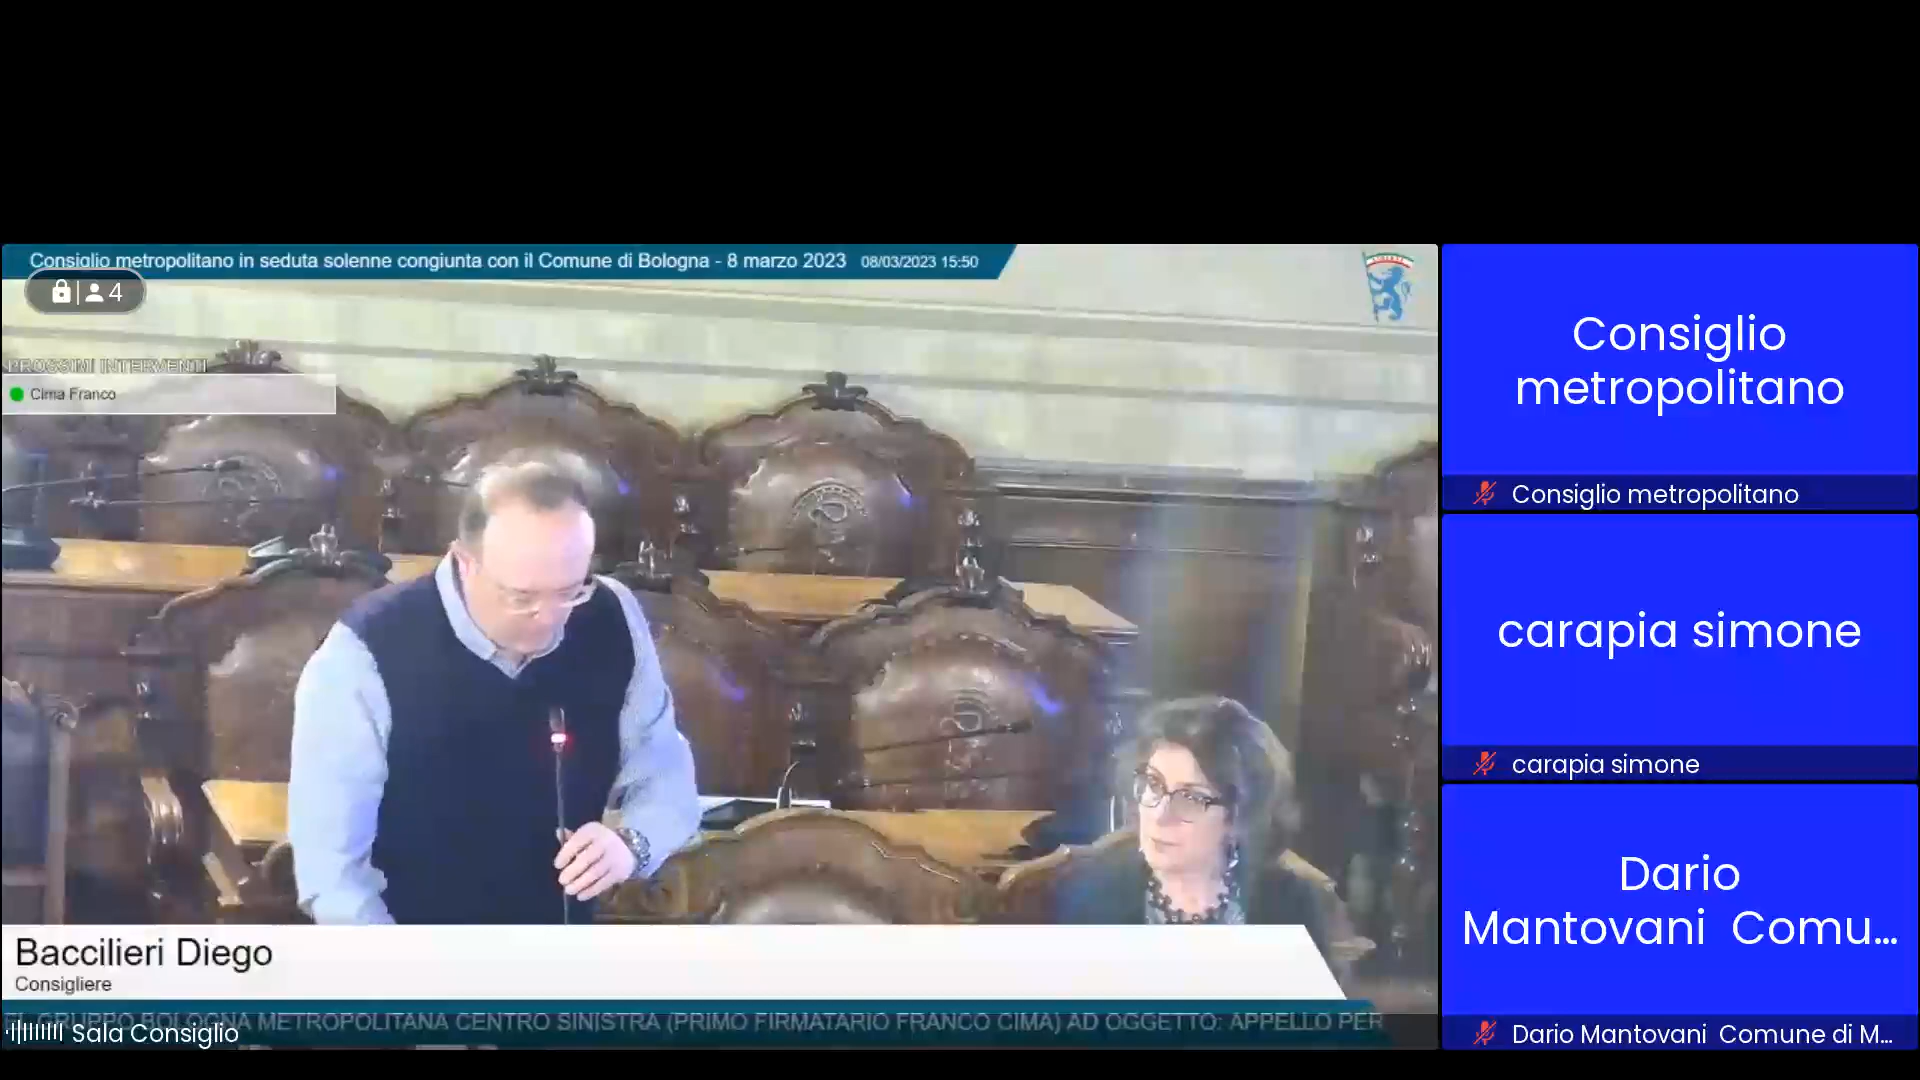 Consiglio metropolitano in seduta solenne congiunta con il Comune di Bologna - 8 marzo 2023 08/03/2023 15:50
4
PROSSIMI INTERVENTI
Cima Franco
Baccilieri Diego
Consigliere
GRUPPO BOLOGNA METROPOLITANA CENTRO SINISTRA (PRIMO FIRMATARIO FRANCO CIMA) AD OGGETTO: APPELLO PER
Sala Consiglio
Consiglio
metropolitano
Consiglio metropolitano
carapia simone
carapia simone
Dario
Mantovani Comu...
Dario Mantovani Comune di M...